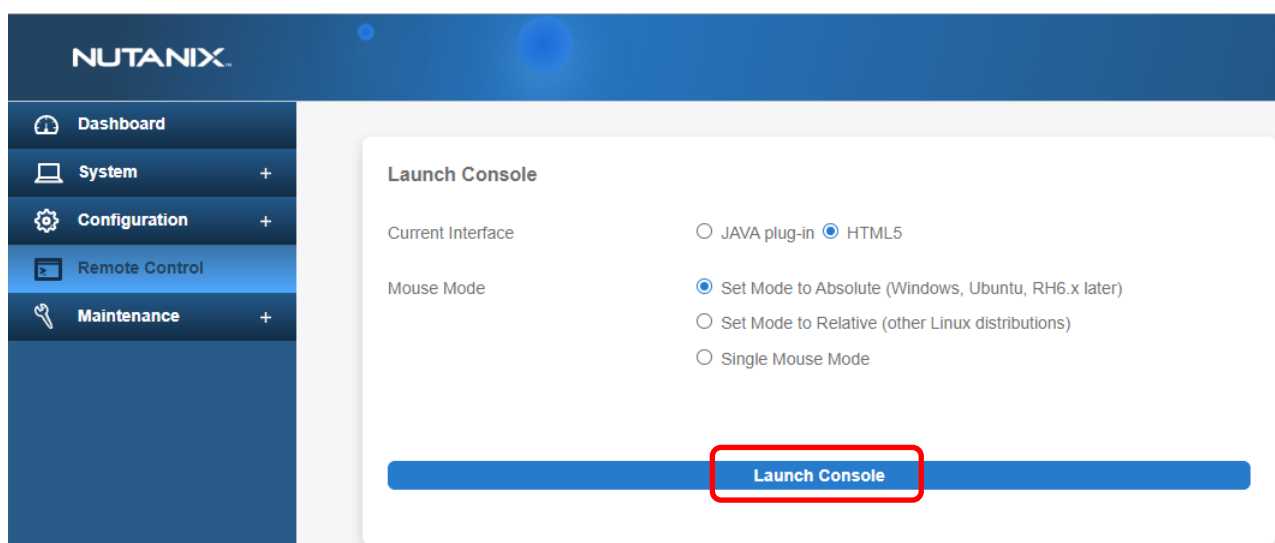 NUTANIX™
Dashboard
System +
Configuration +
Remote Control
Maintenance +
Launch Console
Current Interface JAVA plug-in HTML5
Mouse Mode Set Mode to Absolute (Windows, Ubuntu, RH6.x later)
Set Mode to Relative (other Linux distributions)
Single Mouse Mode
Launch Console